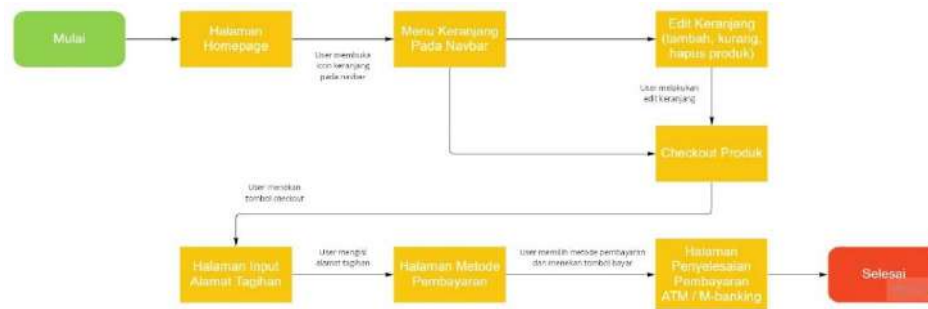 Mulai
Halaman
Homepage
User membuka
icon keranjang
pada navbar
Menu Keranjang
Pada Navbar
Edit Keranjang
(tambah, kurang,
hapus produk)
User melakukan
edit keranjang
Checkout Produk
User menekan
tombol checkout
Halaman Input
Alamat Tagihan
User mengisi
alamat tagihan
Halaman Metode
Pembayaran
User memilih metode pembayaran
dan menekan tombol bayar
Halaman
Penyelesaian
Pembayaran
ATM / M-banking
Selesai